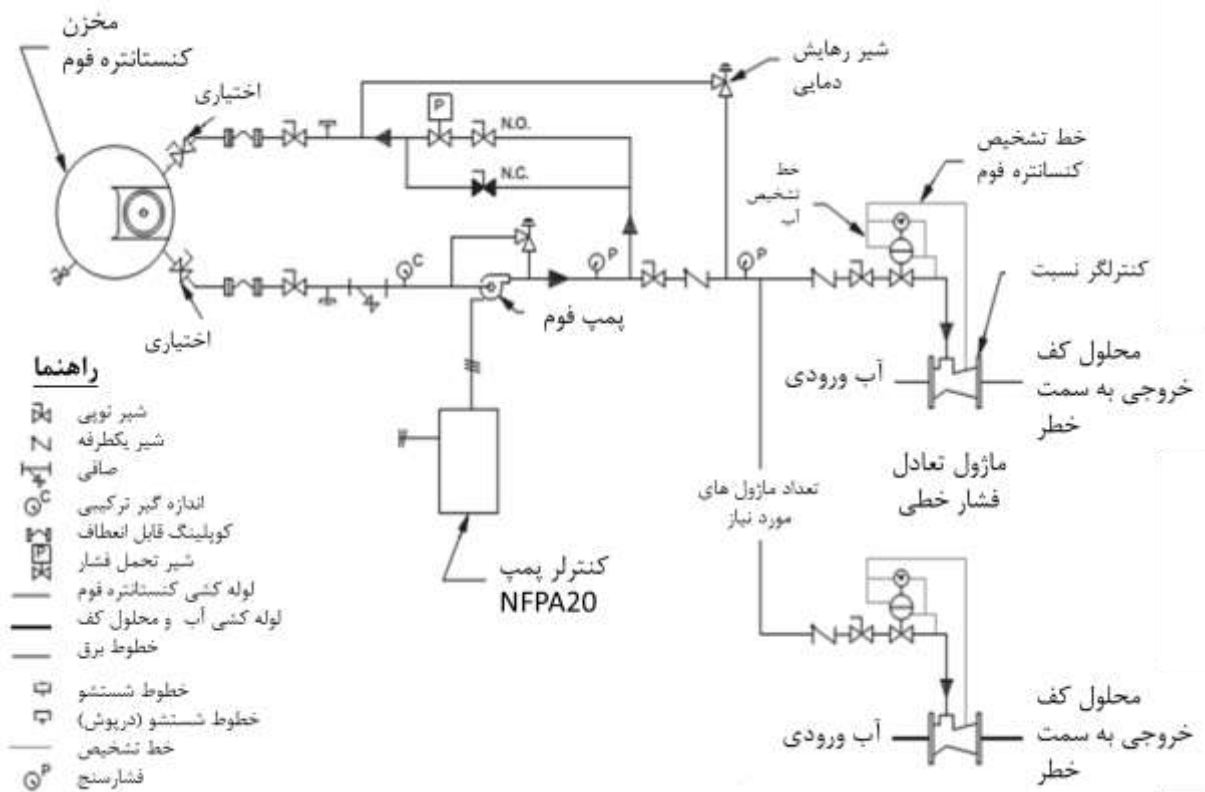 مخزن
کنستانتره فوم
اختیاری
شیر رهایش
دمایی
P
N.O.
N.C.
خط تشخیص
کنسانتره فوم
خط
تشخیص
آب
C
P
P
کنترلگر نسبت
پمپ فوم
اختیاری
آب ورودی
محلول کف
خروجی به سمت
خطر
ماژول تعادل
فشار خطی
تعداد ماژول های
مورد نیاز
کنترلر پمپ
NFPA20
آب ورودی
محلول کف
خروجی به سمت
خطر
راهنما
شیر توپی
شیر یکطرفه
صافی
C اندازه گیر ترکیبی
کوپلینگ قابل انعطاف
P شیر تحمل فشار
لوله کشی کنستانتره فوم
لوله کشی آب و محلول کف
خطوط برق
خطوط شستشو
خطوط شستشو (درپوش)
خط تشخیص
P فشارسنج